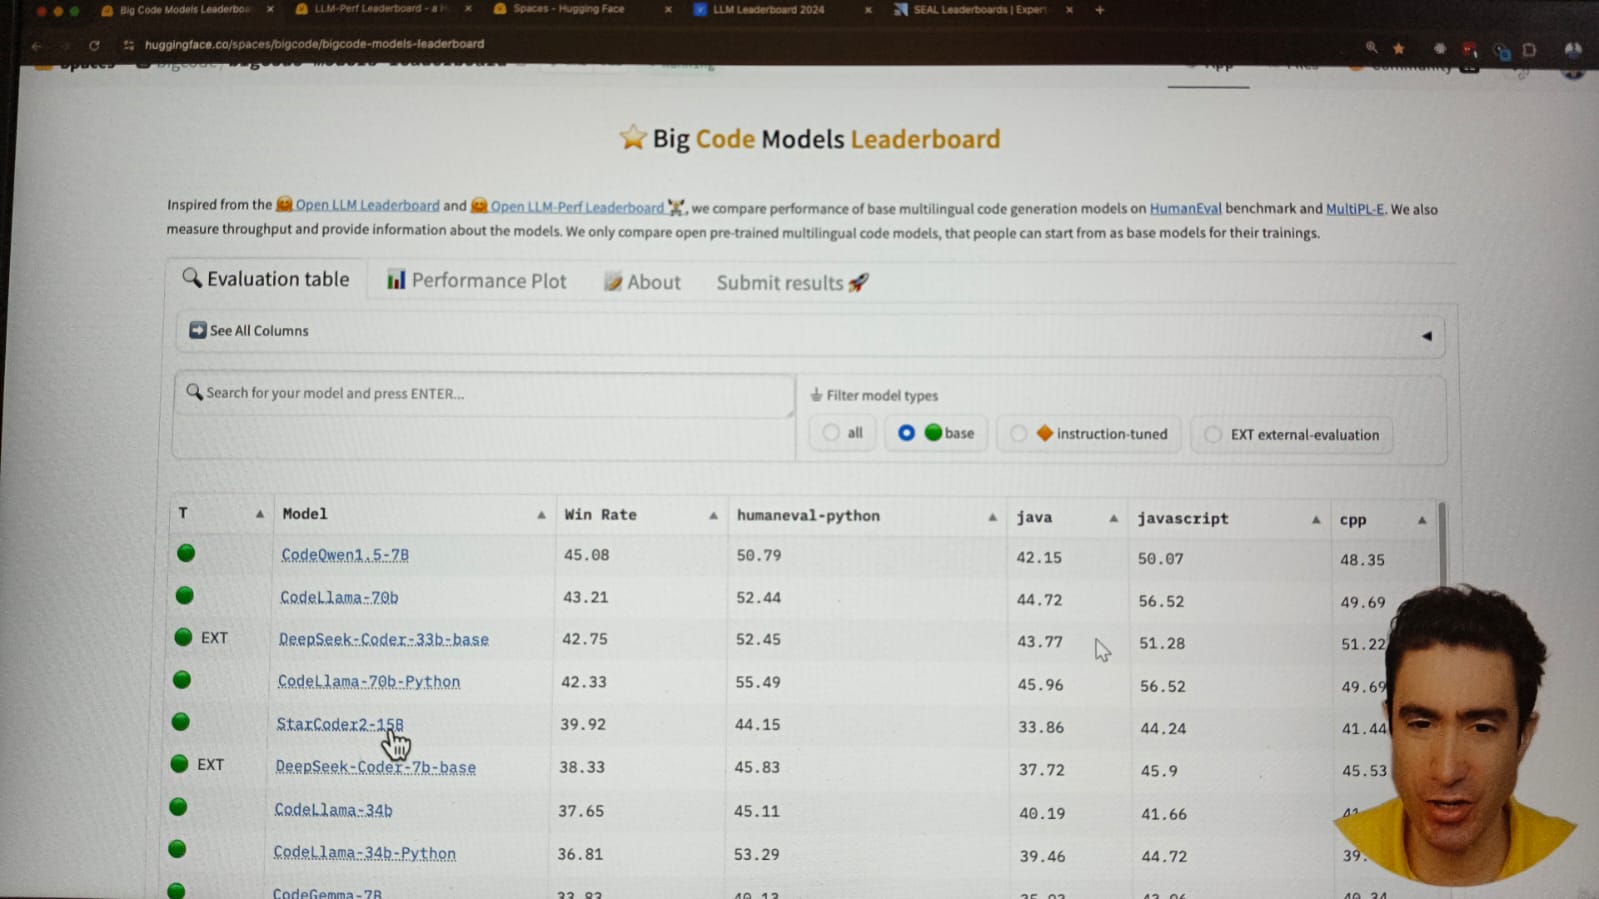 Big Code Models Leaderboa
LLM-Perf Leaderboard - a H
Spaces - Hugging Face
LLM Leaderboard 2024
SEAL Leaderboards | Expert
huggingface.co/spaces/bigcode/bigcode-models-leaderboard
⭐ Big Code Models Leaderboard
Inspired from the 🤗 Open LLM Leaderboard and 🤗 Open LLM-Perf Leaderboard 🏋️, we compare performance of base multilingual code generation models on HumanEval benchmark and MultiPL-E. We also
measure throughput and provide information about the models. We only compare open pre-trained multilingual code models, that people can start from as base models for their trainings.
🔍 Evaluation table 📊 Performance Plot 📝 About Submit results 🚀
➡️ See All Columns
🔍 Search for your model and press ENTER...
⏚ Filter model types
all base instruction-tuned EXT external-evaluation
T Model Win Rate humaneval-python java javascript cpp
CodeQwen1.5-7B 45.08 50.79 42.15 50.07 48.35
CodeLlama-70b 43.21 52.44 44.72 56.52 49.69
EXT DeepSeek-Coder-33b-base 42.75 52.45 43.77 51.28 51.22
CodeLlama-70b-Python 42.33 55.49 45.96 56.52 49.69
StarCoder2-15B 39.92 44.15 33.86 44.24 41.44
EXT DeepSeek-Coder-7b-base 38.33 45.83 37.72 45.9 45.53
CodeLlama-34b 37.65 45.11 40.19 41.66
CodeLlama-34b-Python 36.81 53.29 39.46 44.72 39.
CodeGemma-7B